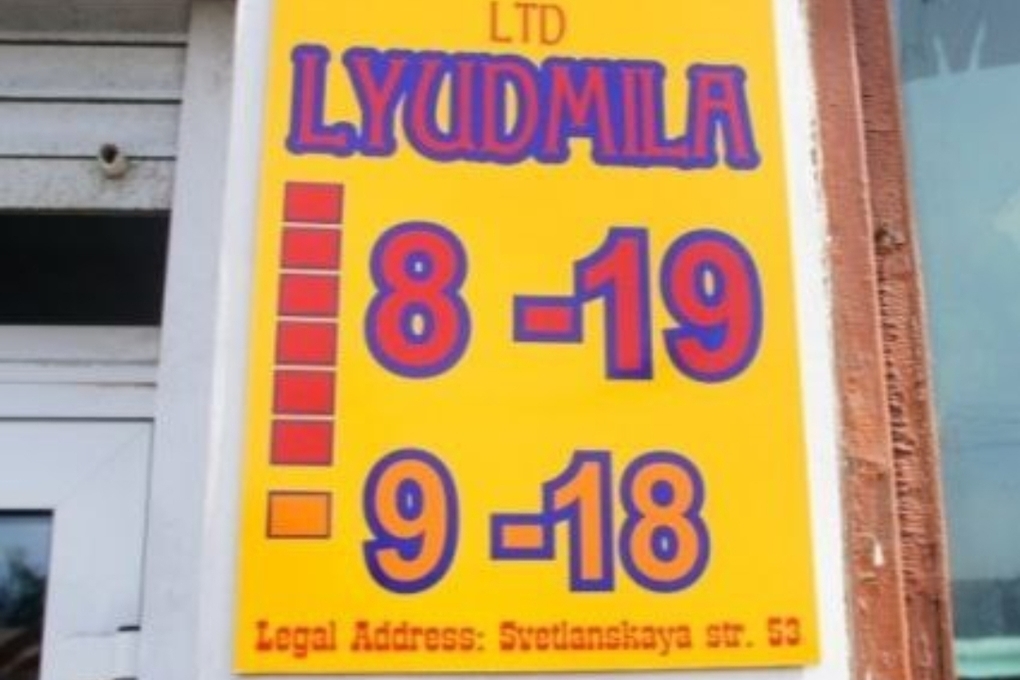 LTD
LYUDMILA
8 -19
9 -18
Legal Address: Svetlanskaya str. 53